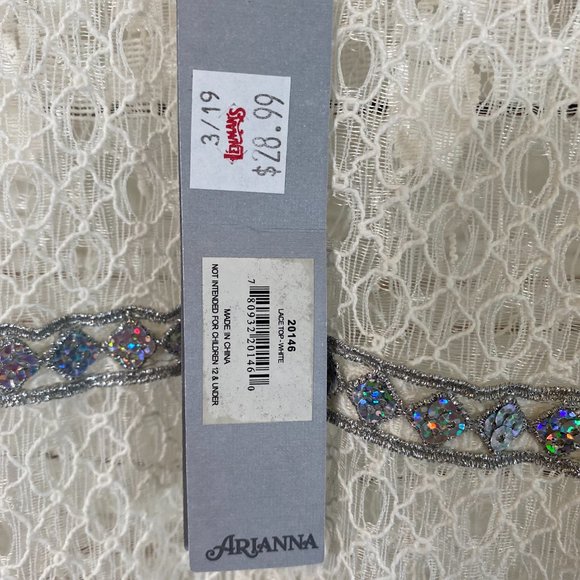 3/19
$28.99
20146
LACE TOP - WHITE
7 80932 20146 0
MADE IN CHINA
NOT INTENDED FOR CHILDREN 12 & UNDER
ARIANNA